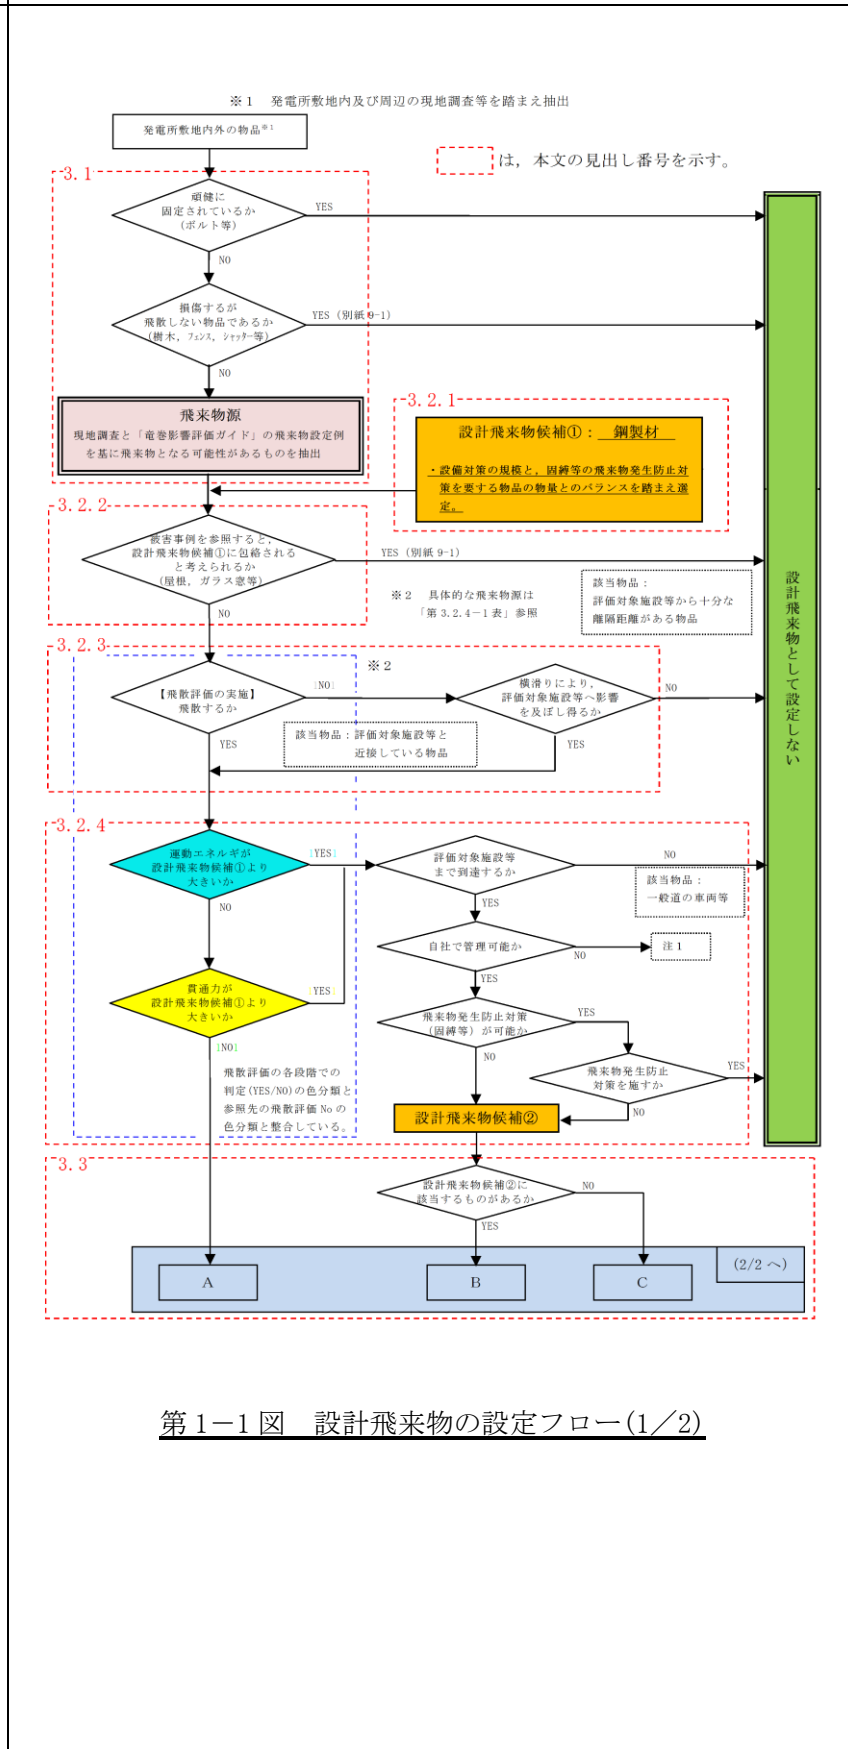 ※１　発電所敷地内及び周辺の現地調査等を踏まえ抽出
発電所敷地内外の物品※1
は，本文の見出し番号を示す。
3.1
頑健に
固定されているか
(ボルト等)
YES
NO
損傷するが
飛散しない物品であるか
(樹木，フェンス，シャッター等)
YES (別紙 9-1)
NO
飛来物源
現地調査と「竜巻影響評価ガイド」の飛来物設定例
を基に飛来物となる可能性があるものを抽出
3.2.1
設計飛来物候補①：　鋼製材
・設備対策の規模と，固縛等の飛来物発生防止対
策を要する物品の物量とのバランスを踏まえ選
定。
3.2.2
被害事例を参照すると，
設計飛来物候補①に包絡される
と考えられるか
(屋根，ガラス窓等)
YES (別紙 9-1)
NO
※２　具体的な飛来物源は
「第 3.2.4－1 表」参照
該当物品：
評価対象施設等から十分な
離隔距離がある物品
設計飛来物として設定しない
3.2.3
※２
【飛散評価の実施】
飛散するか
[NO]
YES
横滑りにより，
評価対象施設等へ影響
を及ぼし得るか
NO
YES
該当物品：評価対象施設等と
近接している物品
3.2.4
運動エネルギが
設計飛来物候補①より
大きいか
[YES]
NO
評価対象施設等
まで到達するか
NO
YES
該当物品：
一般道の車両等
自社で管理可能か
NO
注１
YES
貫通力が
設計飛来物候補①より
大きいか
[YES]
[NO]
飛来物発生防止対策
(固縛等) が可能か
YES
NO
飛来物発生防止
対策を施すか
YES
NO
飛散評価の各段階での
判定(YES/NO)の色分類と
参照先の飛散評価 No の
色分類と整合している。
設計飛来物候補②
3.3
設計飛来物候補②に
該当するものがあるか
NO
YES
(2/2 へ)
A
B
C
第１－１図　設計飛来物の設定フロー(1／2)